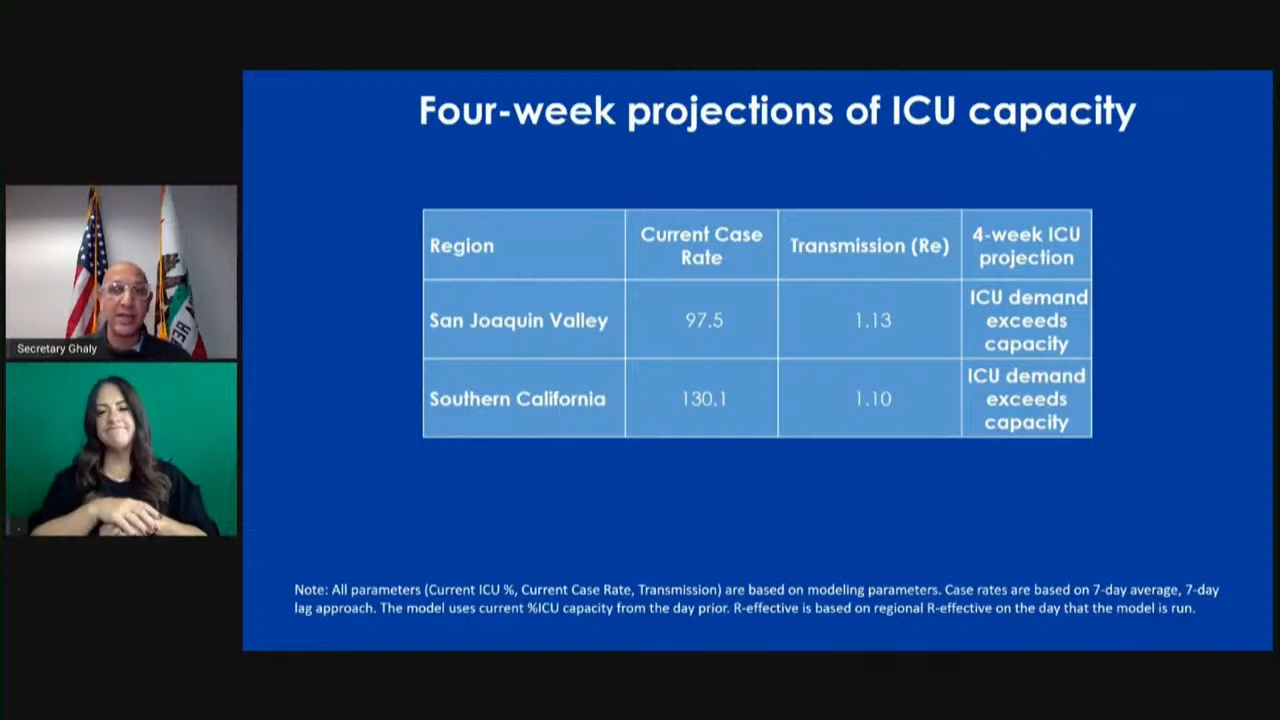 Four-week projections of ICU capacity
Region
Current Case
Rate
Transmission (Re)
4-week ICU
projection
San Joaquin Valley
97.5
1.13
ICU demand
exceeds
capacity
Southern California
130.1
1.10
ICU demand
exceeds
capacity
Secretary Ghaly
Note: All parameters (Current ICU %, Current Case Rate, Transmission) are based on modeling parameters. Case rates are based on 7-day average, 7-day
lag approach. The model uses current %ICU capacity from the day prior. R-effective is based on regional R-effective on the day that the model is run.